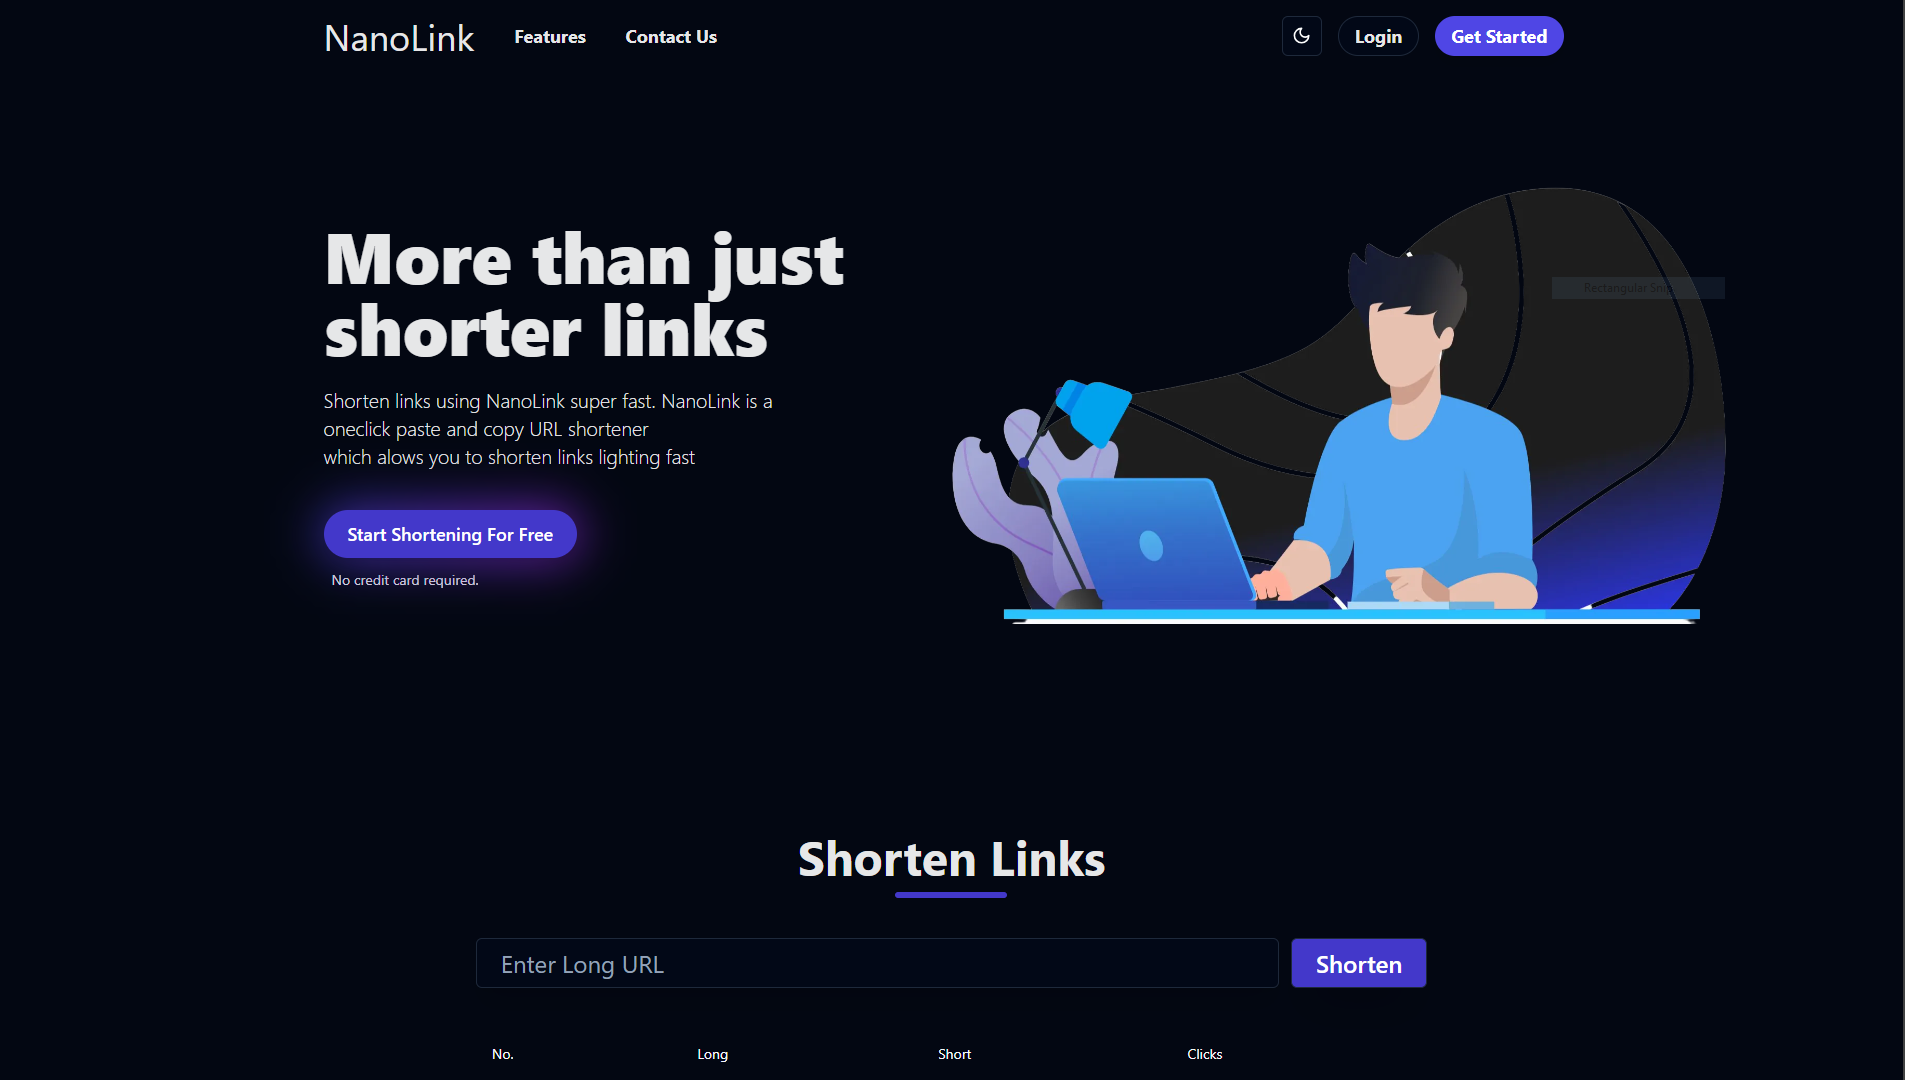 NanoLink
Features
Contact Us
Login
Get Started
More than just
shorter links
Shorten links using NanoLink super fast. NanoLink is a
oneclick paste and copy URL shortener
which alows you to shorten links lighting fast
Start Shortening For Free
No credit card required.
Rectangular Snip
Shorten Links
Enter Long URL
Shorten
No.
Long
Short
Clicks